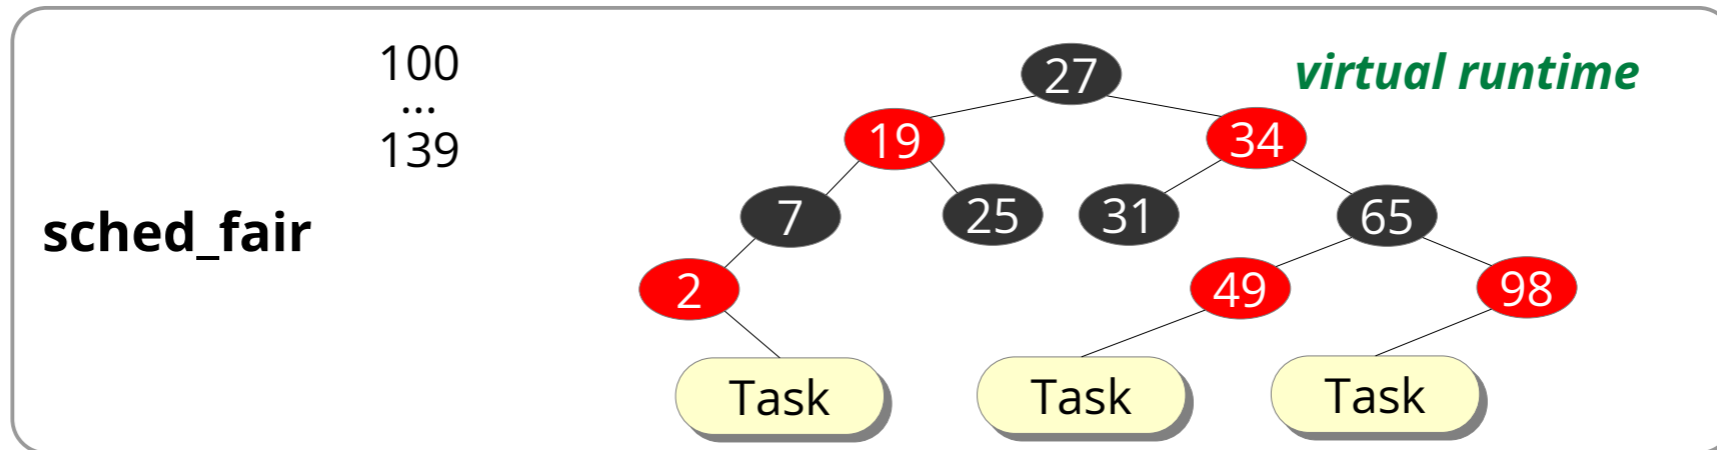 100
...
139
sched_fair
virtual runtime
27
19
34
7
25
31
65
2
49
98
Task
Task
Task